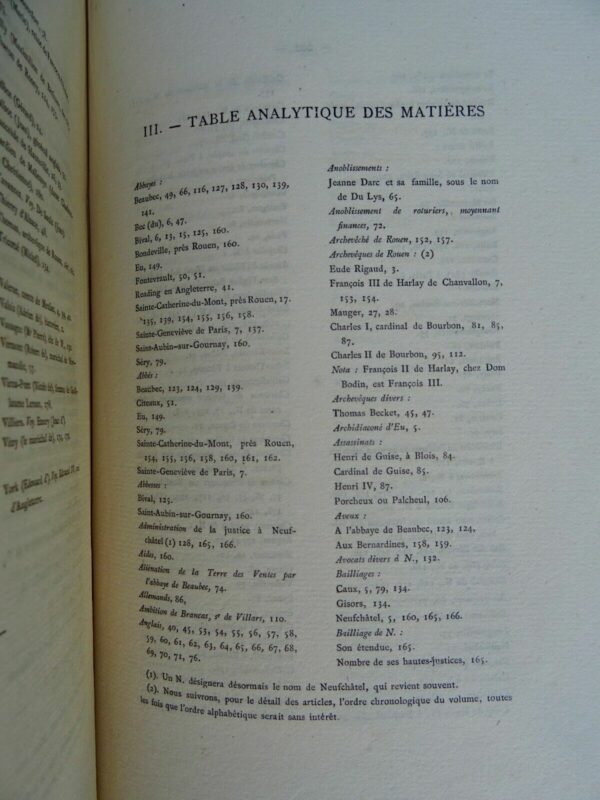 III. — TABLE ANALYTIQUE DES MATIÈRES
Abbayes :
Beaubec, 49, 66, 116, 127, 128, 130, 139,
141.
Bec (du), 6, 47.
Bival, 6, 13, 15, 125, 160.
Bondeville, près Rouen, 160.
Eu, 149.
Fontevrault, 50, 51.
Reading en Angleterre, 41.
Sainte-Catherine-du-Mont, près Rouen, 17.
135, 139, 154, 155, 156, 158.
Sainte-Geneviève de Paris, 7, 137.
Saint-Aubin-sur-Gournay, 160.
Séry, 79.
Abbés :
Beaubec, 123, 124, 129, 139.
Citeaux, 52.
Eu, 149.
Séry, 79.
Sainte-Catherine-du-Mont, près Rouen,
154, 155, 156, 158, 160, 161, 162.
Sainte-Geneviève de Paris, 7.
Abbesses :
Bival, 125.
Saint-Aubin-sur-Gournay, 160.
Administration de la justice à Neuf-
châtel (1) 128, 165, 166.
Aides, 160.
Aliénation de la Terre des Ventes par
l'abbaye de Beaubec, 74.
Allemands, 86,
Ambition de Brancas, sr de Villars, 110.
Anglais, 40, 45, 53, 54, 55, 56, 57, 58,
59, 60, 61, 62, 63, 64, 65, 66, 67, 68,
69, 70, 71, 76.
Anoblissements :
Jeanne Darc et sa famille, sous le nom
de Du Lys, 65.
Anoblissement de roturiers, moyennant
finances, 72.
Archevêché de Rouen, 152, 157.
Archevêques de Rouen : (2)
Eude Rigaud, 3.
François III de Harlay de Chanvallon, 7,
153, 154.
Mauger, 27, 28.
Charles I, cardinal de Bourbon, 81, 85,
87.
Charles II de Bourbon, 95, 112.
Nota : François II de Harlay, chez Dom
Bodin, est François III.
Archevêques divers :
Thomas Becket, 45, 47.
Archidiaconé d'Eu, 5.
Assassinats :
Henri de Guise, à Blois, 84.
Cardinal de Guise, 85.
Henri IV, 87.
Porcheux ou Palcheul, 106.
Aveux :
A l'abbaye de Beaubec, 123, 124,
Aux Bernardines, 158, 159.
Avocats divers à N., 132.
Bailliages :
Caux, 5, 79, 134.
Gisors, 134.
Neufchâtel, 5, 160, 165, 166.
Bailliage de N. :
Son étendue, 165.
Nombre de ses hautes-justices, 165.
(1). Un N. désignera désormais le nom de Neufchâtel, qui revient souvent.
(2). Nous suivrons, pour le détail des articles, l'ordre chronologique du volume, toutes
les fois que l'ordre alphabétique serait sans intérêt.